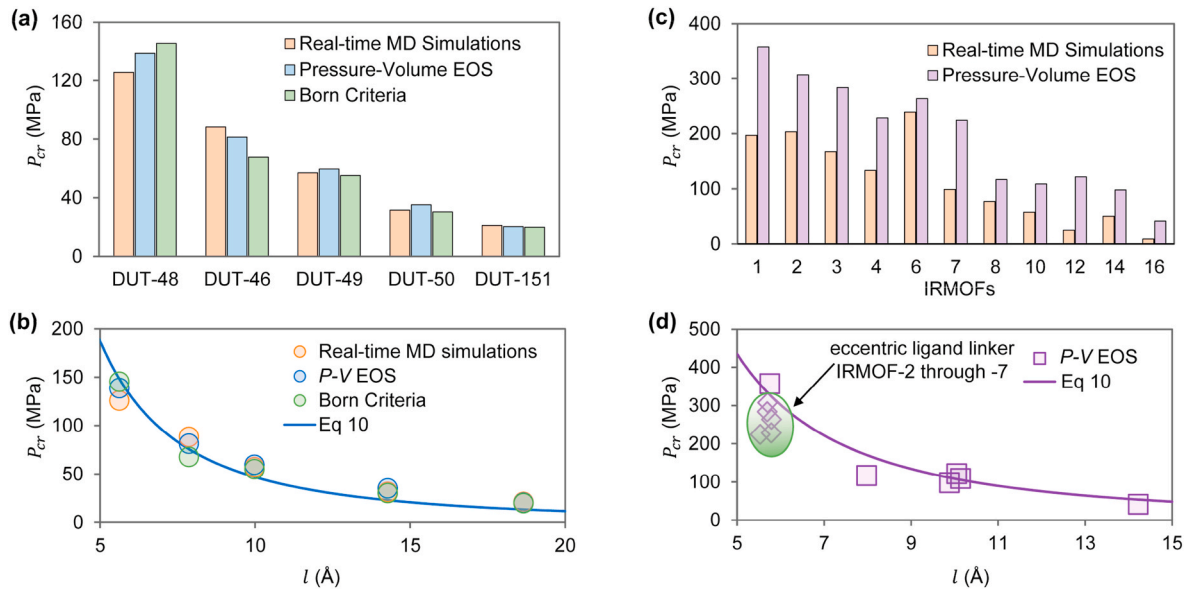 (a)
160
120
80
40
0
P_cr (MPa)
Real-time MD Simulations
Pressure-Volume EOS
Born Criteria
DUT-48 DUT-46 DUT-49 DUT-50 DUT-151
(b)
200
150
100
50
0
P_cr (MPa)
Real-time MD simulations
P-V EOS
Born Criteria
Eq 10
5 10 15 20
l (Å)
(c)
400
300
200
100
0
P_cr (MPa)
Real-time MD Simulations
Pressure-Volume EOS
1 2 3 4 6 7 8 10 12 14 16
IRMOFs
(d)
500
400
300
200
100
0
P_cr (MPa)
eccentric ligand linker
IRMOF-2 through -7
P-V EOS
Eq 10
5 7 9 11 13 15
l (Å)